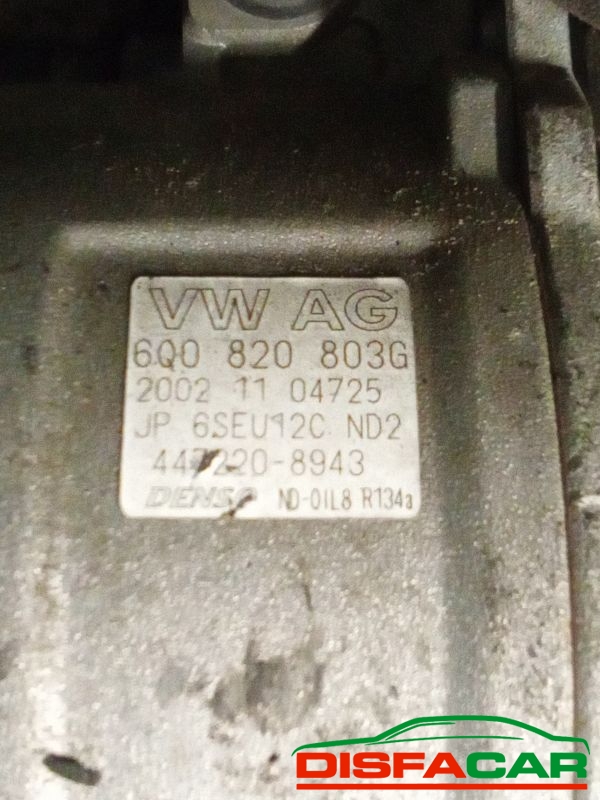 VW AG
6Q0 820 803G
2002 11 04725
JP 6SEU12C ND2
447220-8943
DENSO ND-OIL8 R134a
DISFACAR